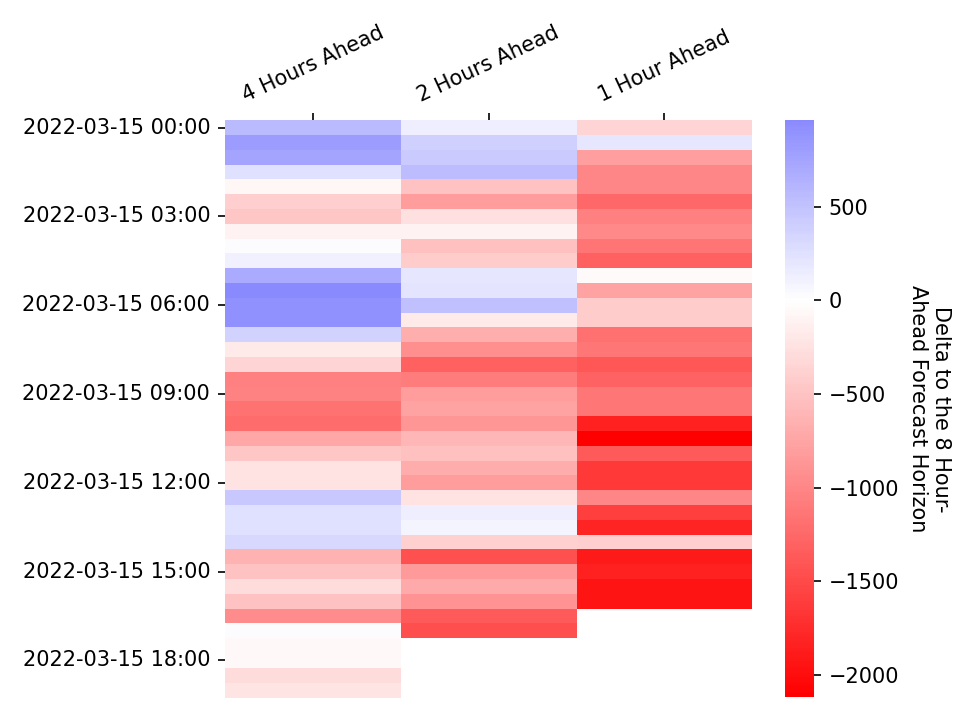 4 Hours Ahead
2 Hours Ahead
1 Hour Ahead
2022-03-15 00:00
2022-03-15 03:00
2022-03-15 06:00
2022-03-15 09:00
2022-03-15 12:00
2022-03-15 15:00
2022-03-15 18:00
500
0
−500
−1000
−1500
−2000
Delta to the 8 Hour-
Ahead Forecast Horizon